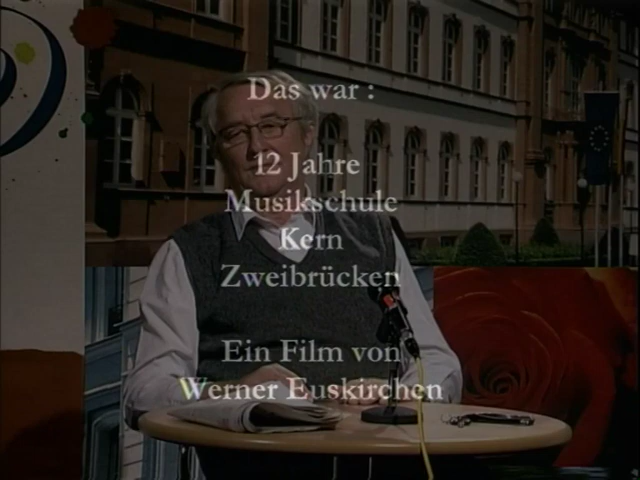 Das war :
12 Jahre
Musikschule
Kern
Zweibrücken
Ein Film von
Werner Euskirchen